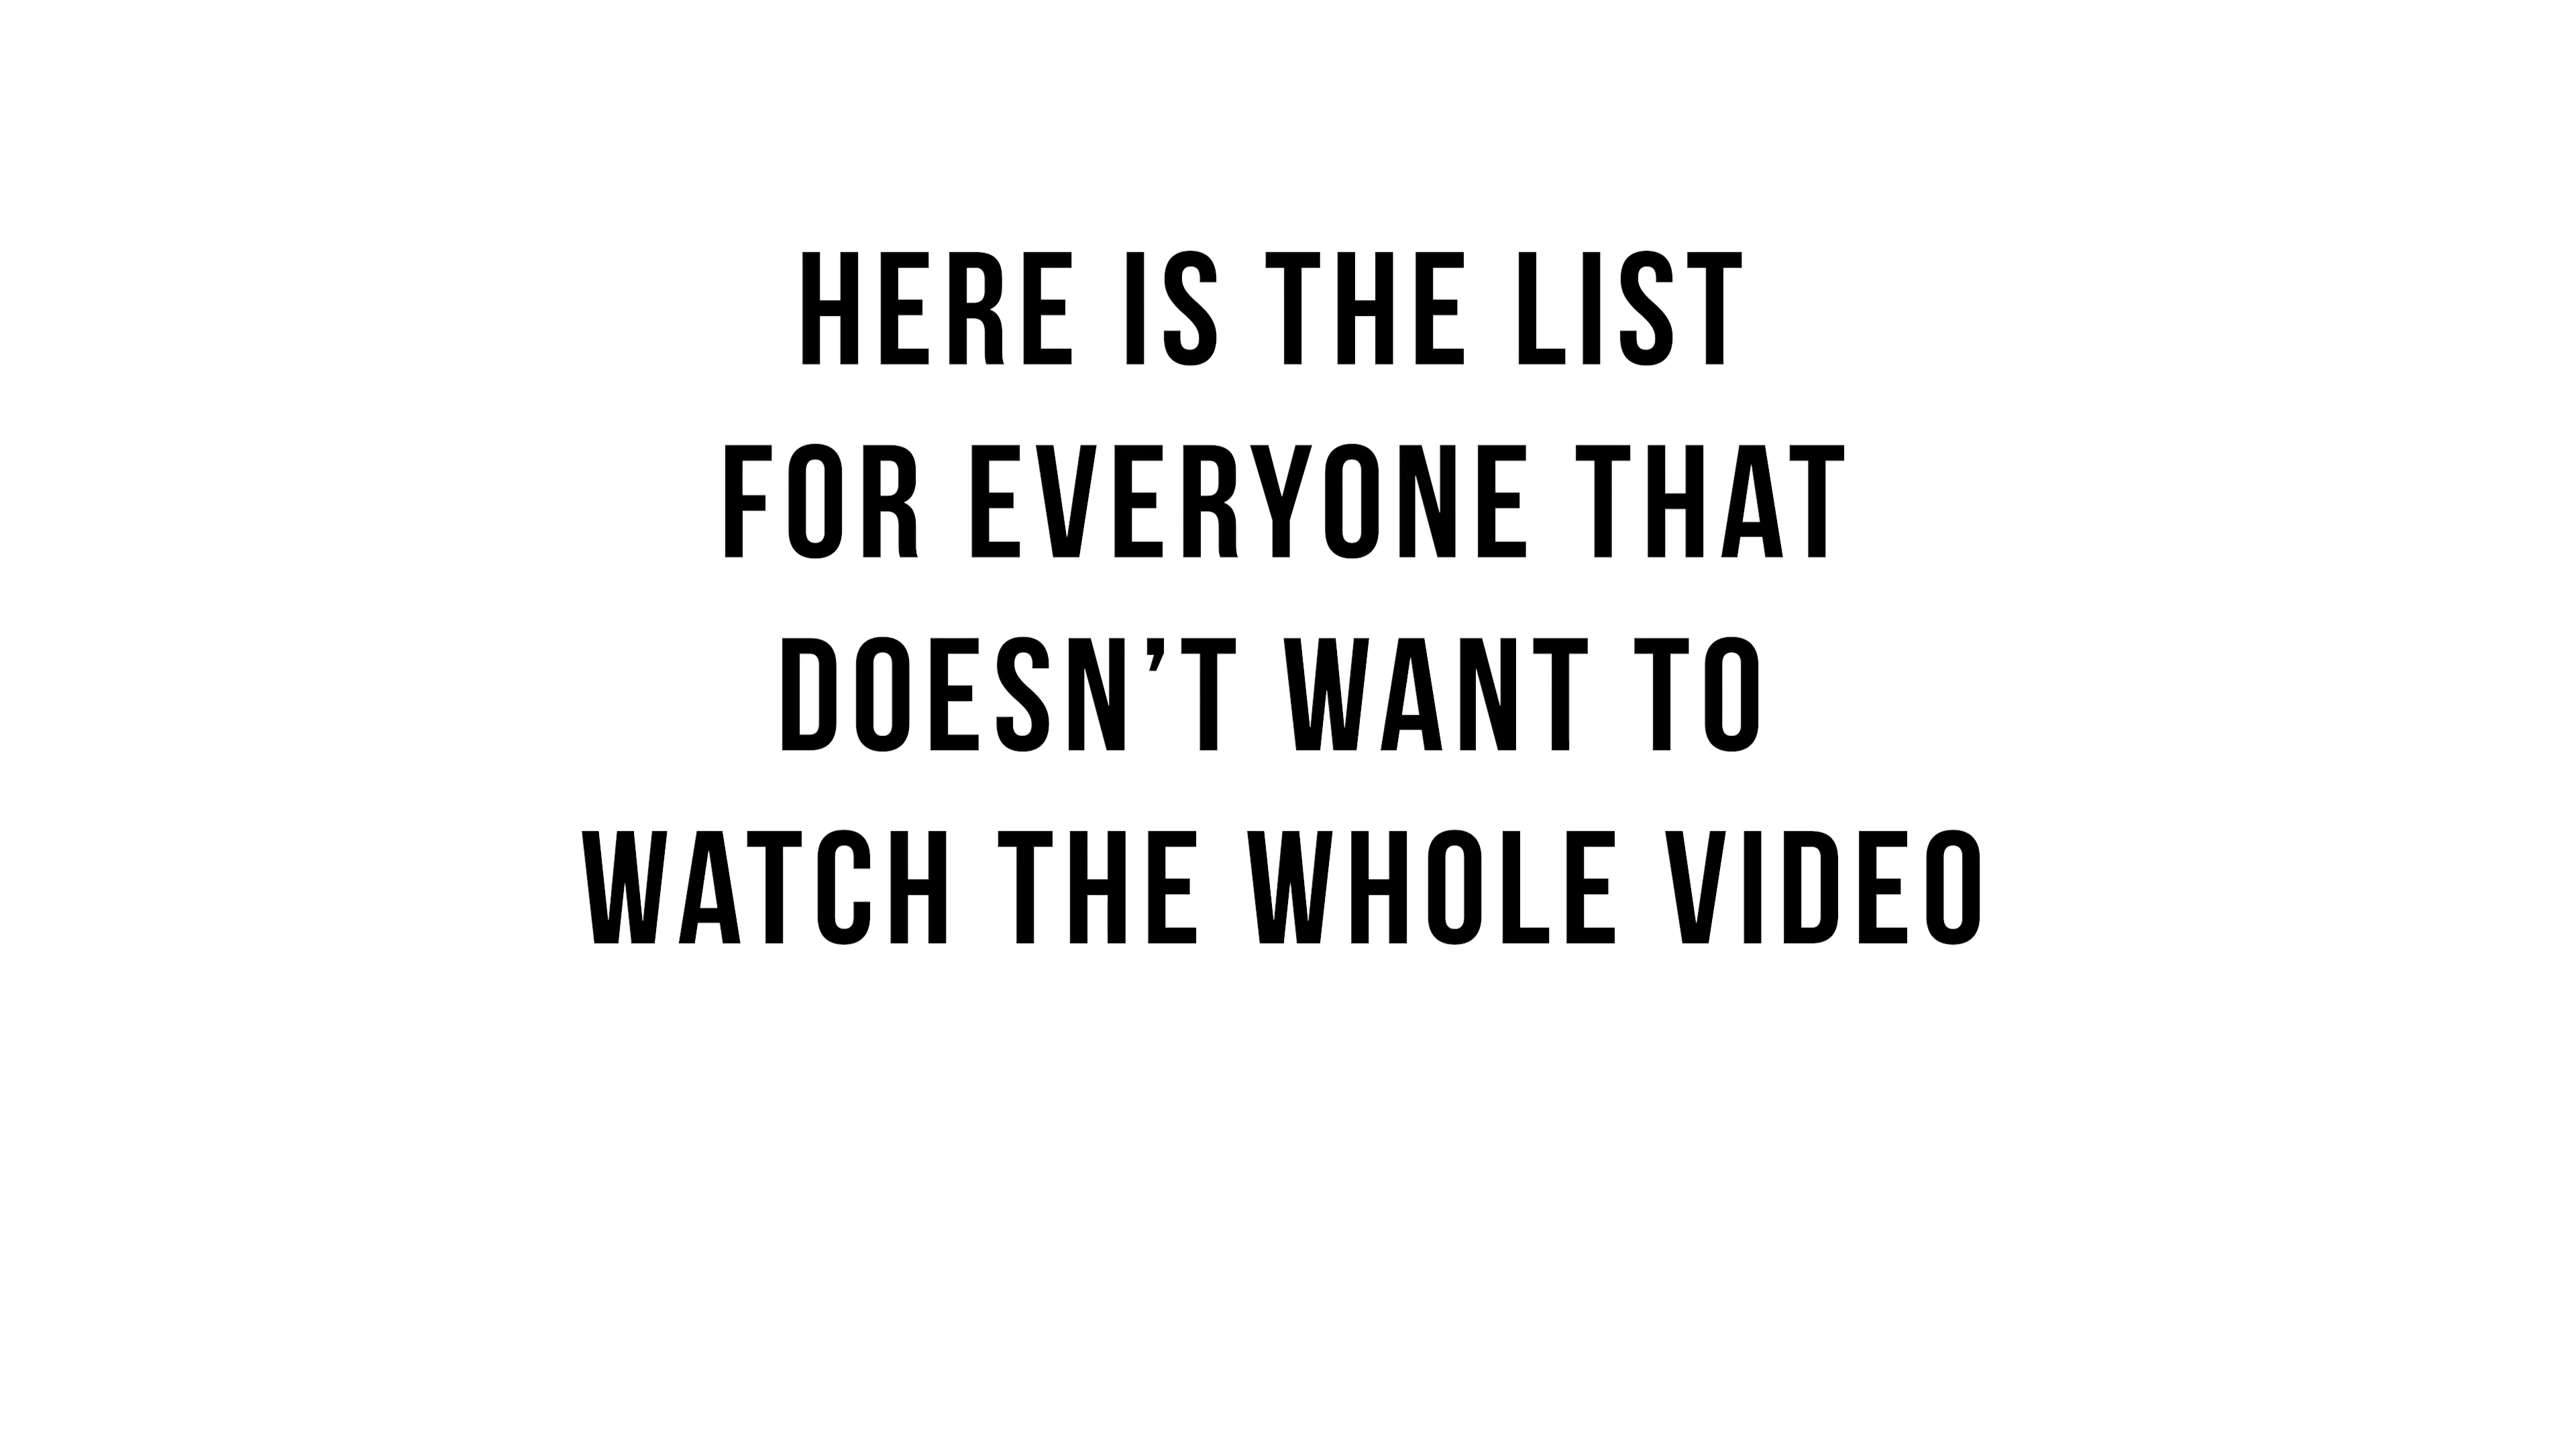 HERE IS THE LIST
FOR EVERYONE THAT
DOESN’T WANT TO
WATCH THE WHOLE VIDEO